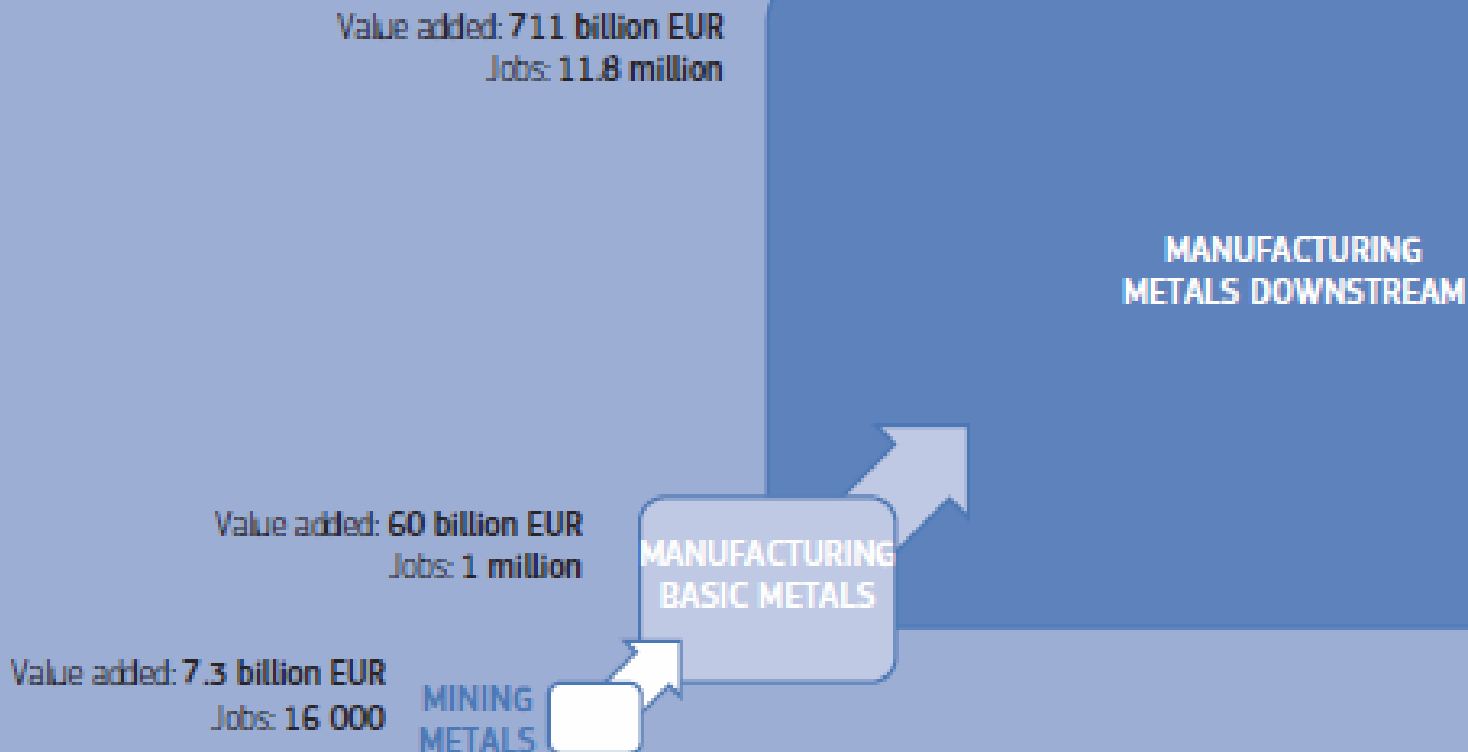 Value added: 711 billion EUR
Jobs: 11.8 million
MANUFACTURING
METALS DOWNSTREAM
Value added: 60 billion EUR
Jobs: 1 million
MANUFACTURING
BASIC METALS
Value added: 7.3 billion EUR
Jobs: 16 000
MINING
METALS